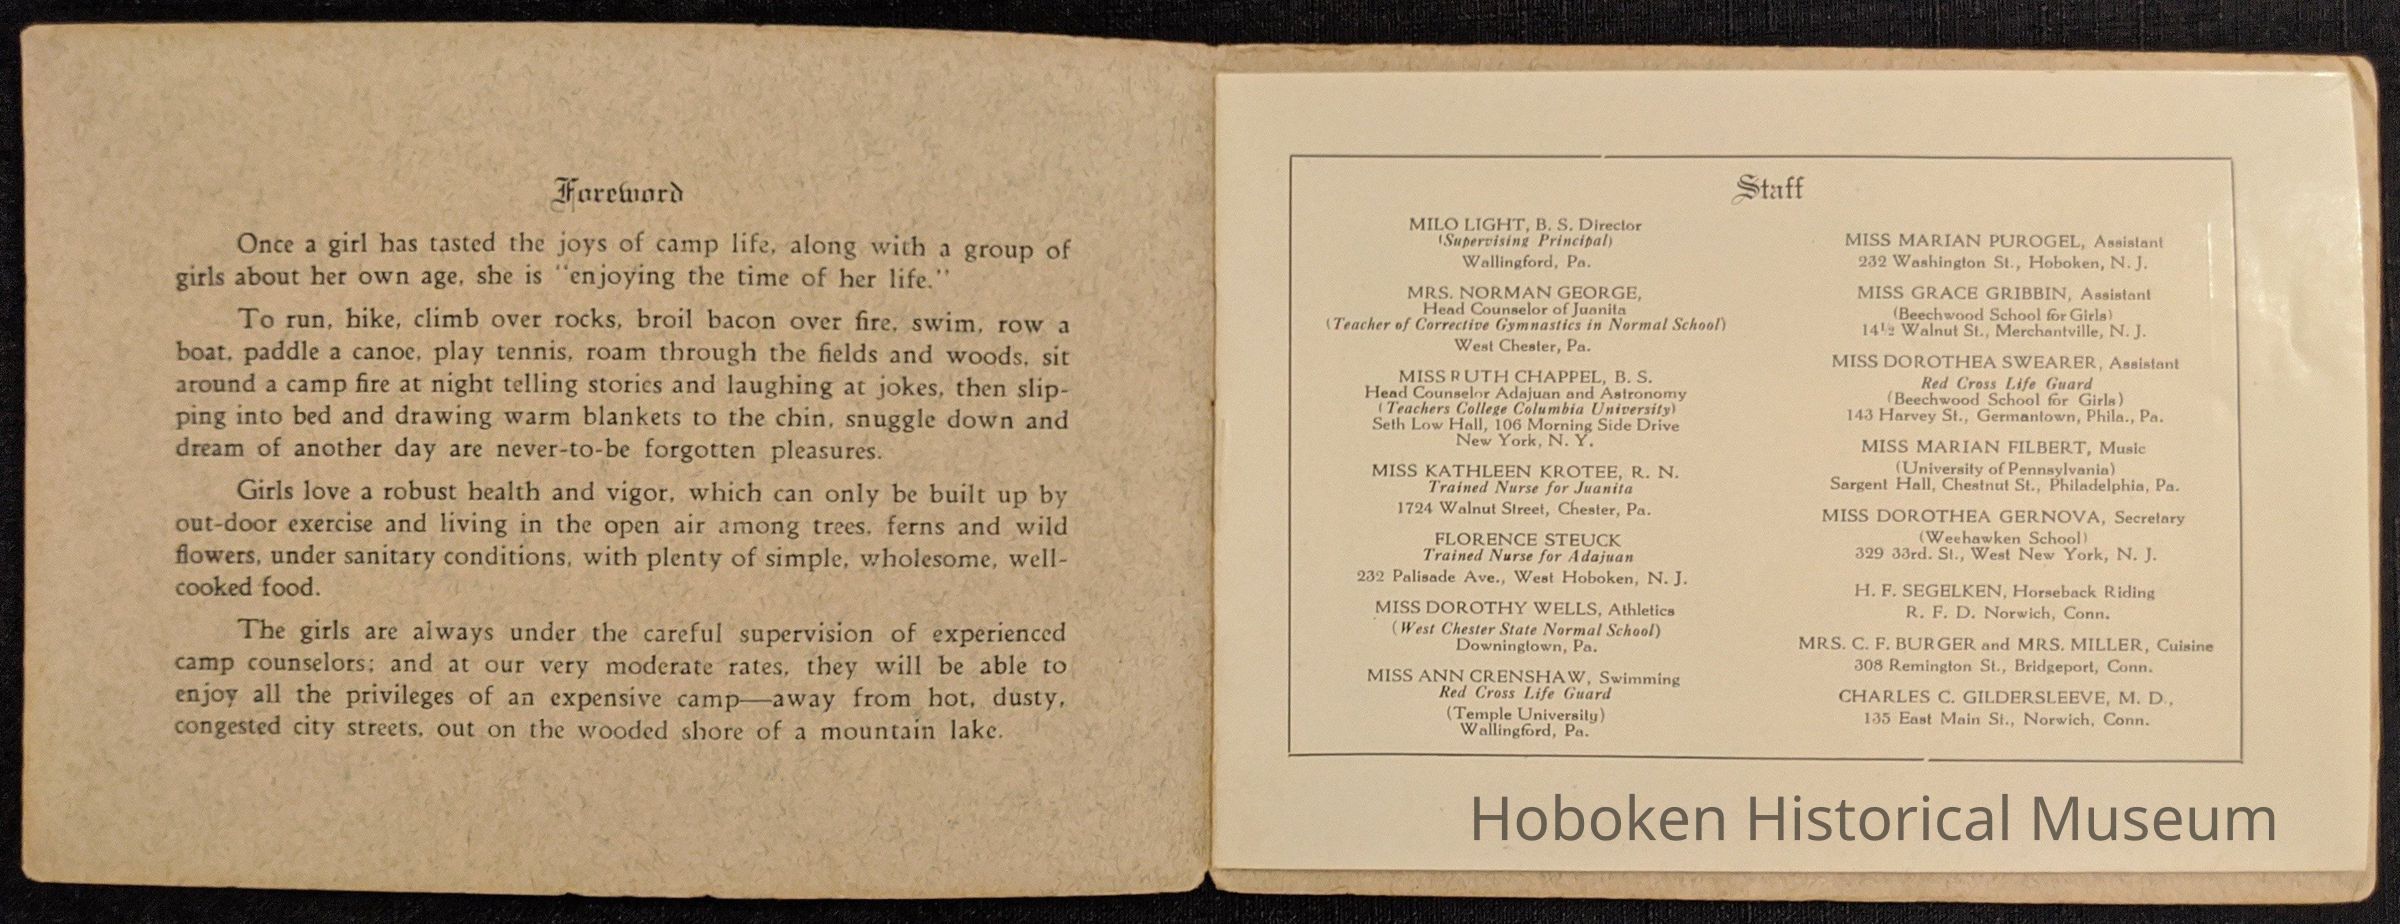 Foreword
Once a girl has tasted the joys of camp life, along with a group of
girls about her own age, she is "enjoying the time of her life."
To run, hike, climb over rocks, broil bacon over fire, swim, row a
boat, paddle a canoe, play tennis, roam through the fields and woods, sit
around a camp fire at night telling stories and laughing at jokes, then slip-
ping into bed and drawing warm blankets to the chin, snuggle down and
dream of another day are never-to-be forgotten pleasures.
Girls love a robust health and vigor, which can only be built up by
out-door exercise and living in the open air among trees, ferns and wild
flowers, under sanitary conditions, with plenty of simple, wholesome, well-
cooked food.
The girls are always under the careful supervision of experienced
camp counselors; and at our very moderate rates, they will be able to
enjoy all the privileges of an expensive camp—away from hot, dusty,
congested city streets, out on the wooded shore of a mountain lake.
Staff
MILO LIGHT, B. S. Director
(Supervising Principal)
Wallingford, Pa.
MRS. NORMAN GEORGE,
Head Counselor of Juanita
(Teacher of Corrective Gymnastics in Normal School)
West Chester, Pa.
MISS RUTH CHAPPEL, B. S.
Head Counselor Adajuan and Astronomy
(Teachers College Columbia University)
Seth Low Hall, 106 Morning Side Drive
New York, N. Y.
MISS KATHLEEN KROTEE, R. N.
Trained Nurse for Juanita
1724 Walnut Street, Chester, Pa.
FLORENCE STEUCK
Trained Nurse for Adajuan
232 Palisade Ave., West Hoboken, N. J.
MISS DOROTHY WELLS, Athletics
(West Chester State Normal School)
Downingtown, Pa.
MISS ANN CRENSHAW, Swimming
Red Cross Life Guard
(Temple University)
Wallingford, Pa.
MISS MARIAN PUROGEL, Assistant
232 Washington St., Hoboken, N. J.
MISS GRACE GRIBBIN, Assistant
(Beechwood School for Girls)
14½ Walnut St., Merchantville, N. J.
MISS DOROTHEA SWEARER, Assistant
Red Cross Life Guard
(Beechwood School for Girls)
143 Harvey St., Germantown, Phila., Pa.
MISS MARIAN FILBERT, Music
(University of Pennsylvania)
Sargent Hall, Chestnut St., Philadelphia, Pa.
MISS DOROTHEA GERNOVA, Secretary
(Weehawken School)
329 33rd. St., West New York, N. J.
H. F. SEGELKEN, Horseback Riding
R. F. D. Norwich, Conn.
MRS. C. F. BURGER and MRS. MILLER, Cuisine
308 Remington St., Bridgeport, Conn.
CHARLES C. GILDERSLEEVE, M. D.,
135 East Main St., Norwich, Conn.
Hoboken Historical Museum